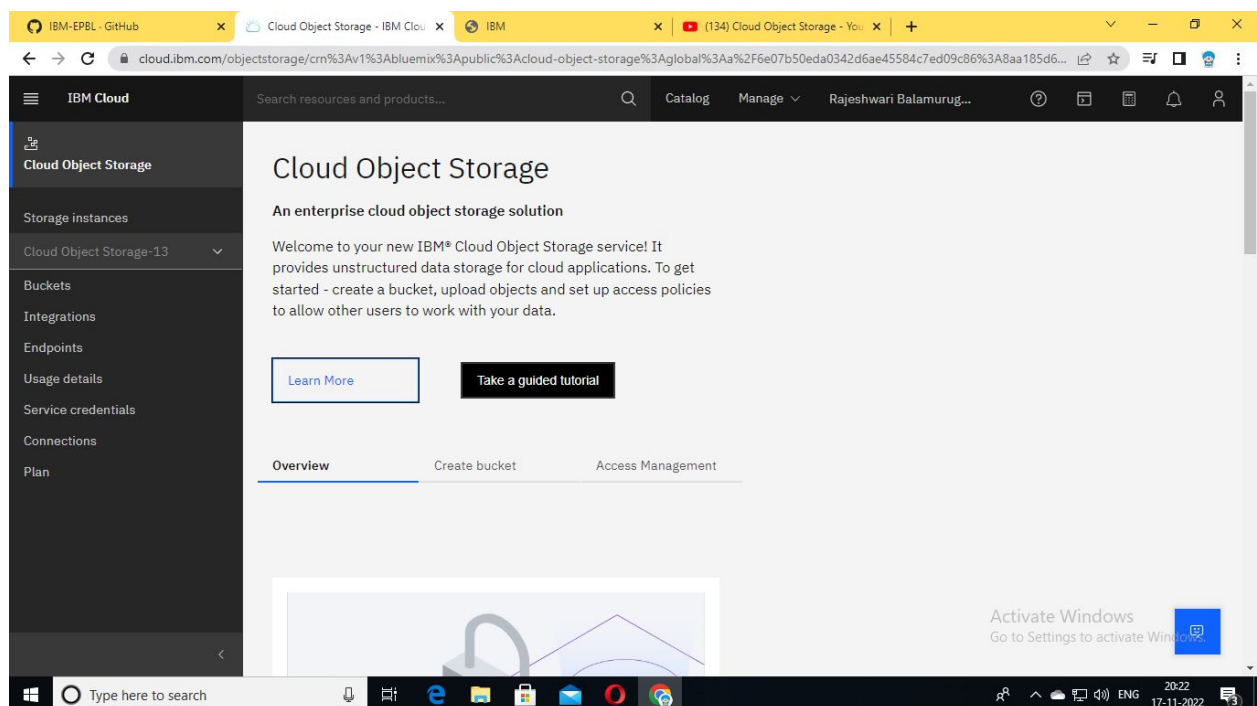 IBM-EPBL · GitHub
Cloud Object Storage - IBM Clou
IBM
(134) Cloud Object Storage - You
cloud.ibm.com/objectstorage/crn%3Av1%3Abluemix%3Apublic%3Acloud-object-storage%3Aglobal%3Aa%2F6e07b50eda0342d6ae45584c7ed09c86%3A8aa185d6...
IBM Cloud
Search resources and products...
Catalog
Manage
Rajeshwari Balamurug...
Cloud Object Storage
Storage instances
Cloud Object Storage-13
Buckets
Integrations
Endpoints
Usage details
Service credentials
Connections
Plan
Cloud Object Storage
An enterprise cloud object storage solution
Welcome to your new IBM® Cloud Object Storage service! It
provides unstructured data storage for cloud applications. To get
started - create a bucket, upload objects and set up access policies
to allow other users to work with your data.
Learn More
Take a guided tutorial
Overview
Create bucket
Access Management
Activate Windows
Go to Settings to activate Windows.
Type here to search
ENG
20:22
17-11-2022
3